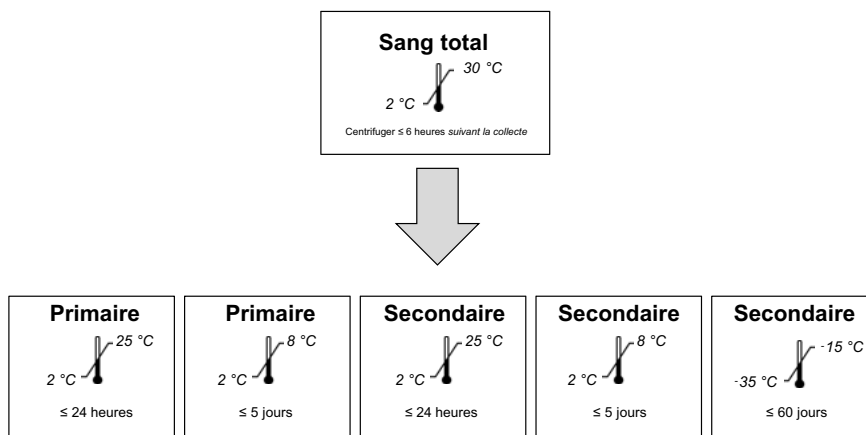 Sang total
30 °C
2 °C
Centrifuger ≤ 6 heures suivant la collecte
Primaire
25 °C
2 °C
≤ 24 heures
Primaire
8 °C
2 °C
≤ 5 jours
Secondaire
25 °C
2 °C
≤ 24 heures
Secondaire
8 °C
2 °C
≤ 5 jours
Secondaire
-15 °C
-35 °C
≤ 60 jours